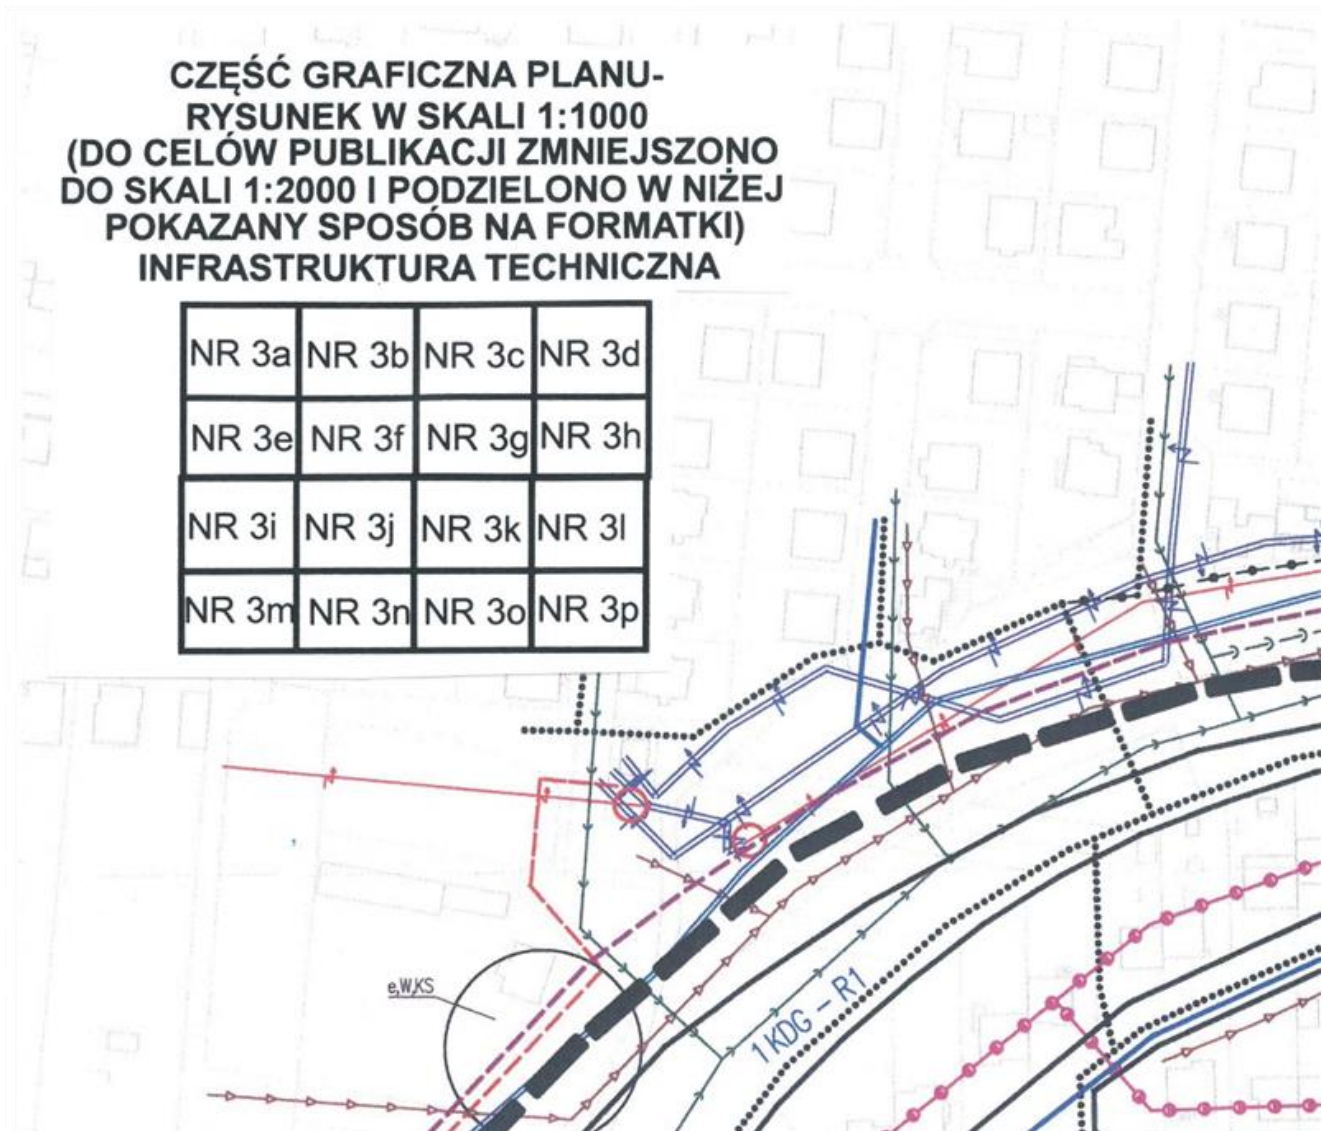 CZĘŚĆ GRAFICZNA PLANU-
RYSUNEK W SKALI 1:1000
(DO CELÓW PUBLIKACJI ZMNIEJSZONO
DO SKALI 1:2000 I PODZIELONO W NIŻEJ
POKAZANY SPOSÓB NA FORMATKI)
INFRASTRUKTURA TECHNICZNA
NR 3a NR 3b NR 3c NR 3d
NR 3e NR 3f NR 3g NR 3h
NR 3i NR 3j NR 3k NR 3l
NR 3m NR 3n NR 3o NR 3p
e,W,KS
1KDG - R1